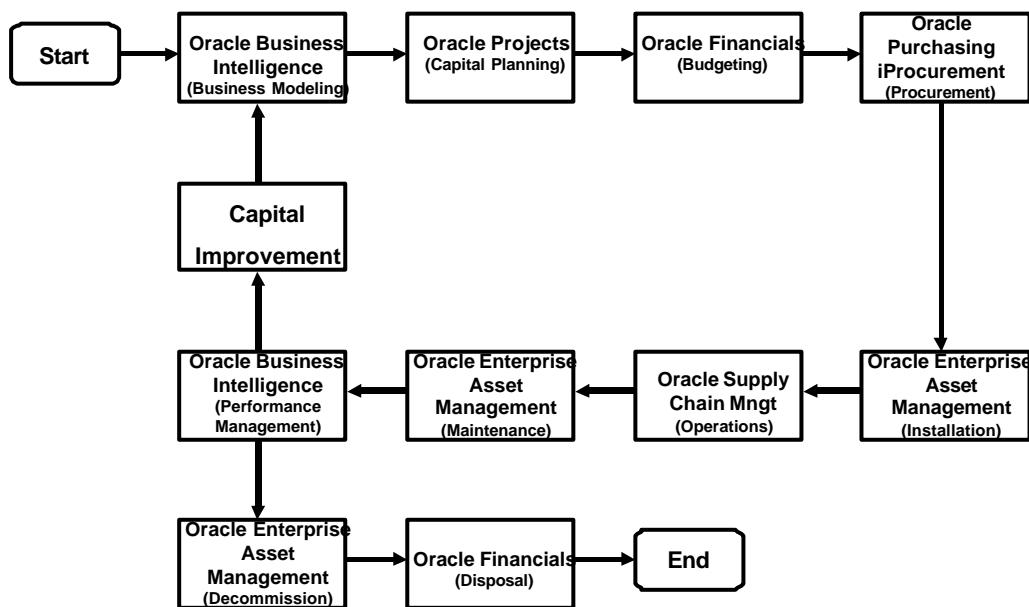 Start
Oracle Business
Intelligence
(Business Modeling)
Oracle Projects
(Capital Planning)
Oracle Financials
(Budgeting)
Oracle
Purchasing
iProcurement
(Procurement)
Capital
Improvement
Oracle Business
Intelligence
(Performance
Management)
Oracle Enterprise
Asset
Management
(Maintenance)
Oracle Supply
Chain Mngt
(Operations)
Oracle Enterprise
Asset
Management
(Installation)
Oracle Enterprise
Asset
Management
(Decommission)
Oracle Financials
(Disposal)
End